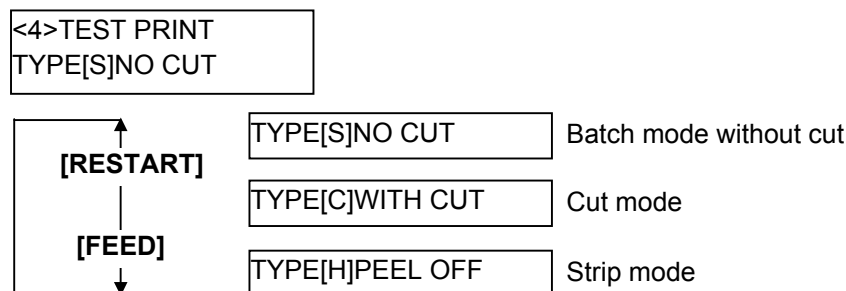 <4>TEST PRINT
TYPE[S]NO CUT
TYPE[S]NO CUT Batch mode without cut
[RESTART]
TYPE[C]WITH CUT Cut mode
[FEED]
TYPE[H]PEEL OFF Strip mode